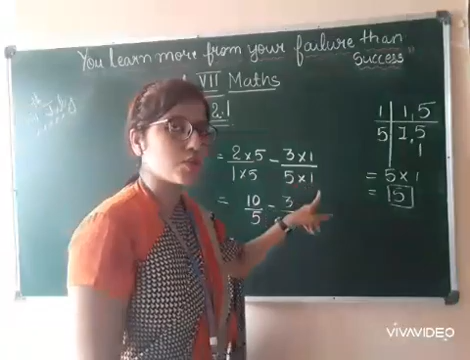 You learn more from your failure than
Success
VII Maths
July
2.1
= 2×5/1×5 - 3×1/5×1
= 10/5 - 3
1 | 1, 5
5 | 1, 5
1
= 5 × 1
= 5
VIVAVIDEO